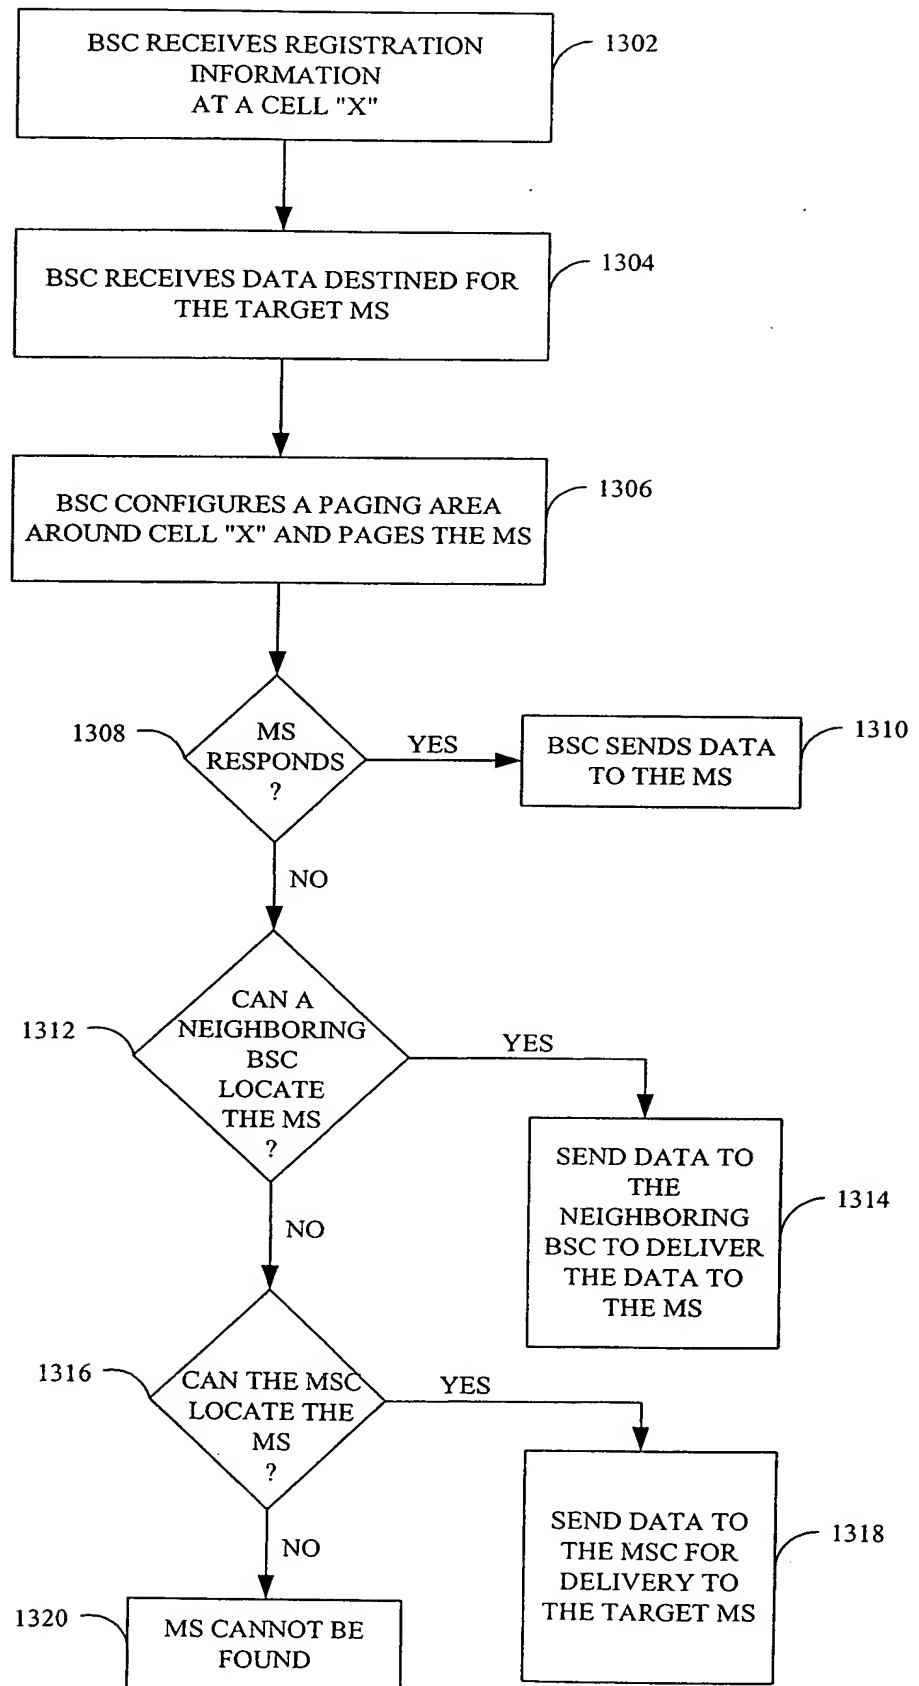 BSC RECEIVES REGISTRATION
INFORMATION
AT A CELL "X"
1302
BSC RECEIVES DATA DESTINED FOR
THE TARGET MS
1304
BSC CONFIGURES A PAGING AREA
AROUND CELL "X" AND PAGES THE MS
1306
1308
MS
RESPONDS
?
YES
BSC SENDS DATA
TO THE MS
1310
NO
1312
CAN A
NEIGHBORING
BSC
LOCATE
THE MS
?
YES
SEND DATA TO
THE
NEIGHBORING
BSC TO DELIVER
THE DATA TO
THE MS
1314
NO
1316
CAN THE MSC
LOCATE THE
MS
?
YES
SEND DATA TO
THE MSC FOR
DELIVERY TO
THE TARGET MS
1318
NO
1320
MS CANNOT BE
FOUND